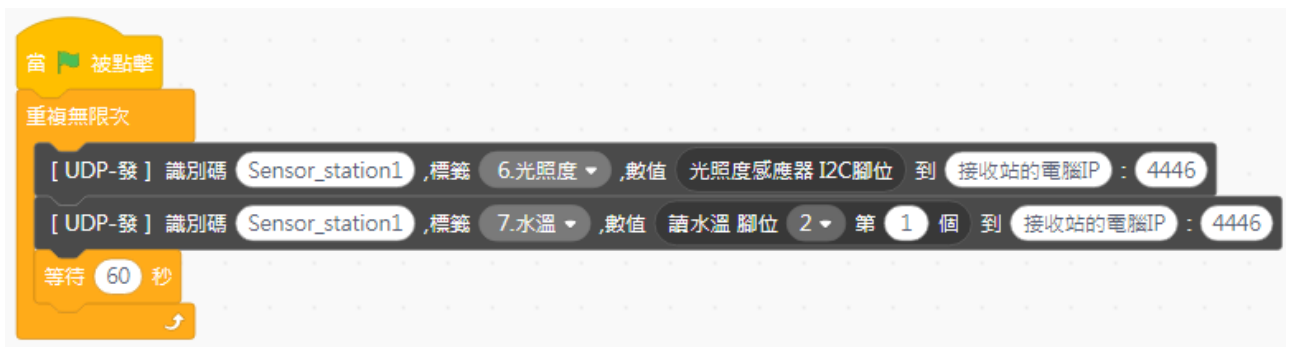 當 被點擊
重複無限次
[ UDP-發 ] 識別碼 Sensor_station1 ,標籤 6.光照度 ,數值 光照度感應器 I2C腳位 到 接收站的電腦IP : 4446
[ UDP-發 ] 識別碼 Sensor_station1 ,標籤 7.水溫 ,數值 讀水溫 腳位 2 第 1 個 到 接收站的電腦IP : 4446
等待 60 秒